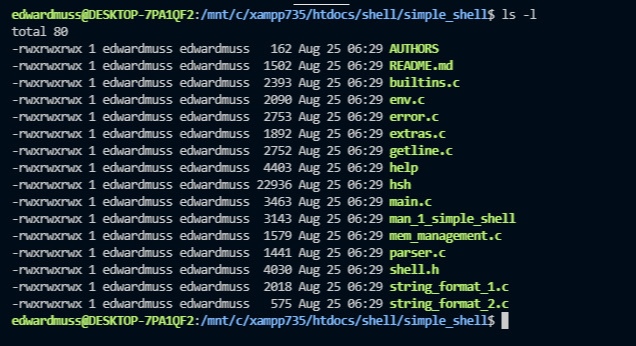 edwardmuss@DESKTOP-7PA1QF2:/mnt/c/xampp735/htdocs/shell/simple_shell$ ls -l
total 80
-rwxrwxrwx 1 edwardmuss edwardmuss   162 Aug 25 06:29 AUTHORS
-rwxrwxrwx 1 edwardmuss edwardmuss  1502 Aug 25 06:29 README.md
-rwxrwxrwx 1 edwardmuss edwardmuss  2393 Aug 25 06:29 builtins.c
-rwxrwxrwx 1 edwardmuss edwardmuss  2090 Aug 25 06:29 env.c
-rwxrwxrwx 1 edwardmuss edwardmuss  2753 Aug 25 06:29 error.c
-rwxrwxrwx 1 edwardmuss edwardmuss  1892 Aug 25 06:29 extras.c
-rwxrwxrwx 1 edwardmuss edwardmuss  2752 Aug 25 06:29 getline.c
-rwxrwxrwx 1 edwardmuss edwardmuss  4403 Aug 25 06:29 help
-rwxrwxrwx 1 edwardmuss edwardmuss 22936 Aug 25 06:29 hsh
-rwxrwxrwx 1 edwardmuss edwardmuss  3463 Aug 25 06:29 main.c
-rwxrwxrwx 1 edwardmuss edwardmuss  3143 Aug 25 06:29 man_1_simple_shell
-rwxrwxrwx 1 edwardmuss edwardmuss  1579 Aug 25 06:29 mem_management.c
-rwxrwxrwx 1 edwardmuss edwardmuss  1441 Aug 25 06:29 parser.c
-rwxrwxrwx 1 edwardmuss edwardmuss  4030 Aug 25 06:29 shell.h
-rwxrwxrwx 1 edwardmuss edwardmuss  2018 Aug 25 06:29 string_format_1.c
-rwxrwxrwx 1 edwardmuss edwardmuss   575 Aug 25 06:29 string_format_2.c
edwardmuss@DESKTOP-7PA1QF2:/mnt/c/xampp735/htdocs/shell/simple_shell$